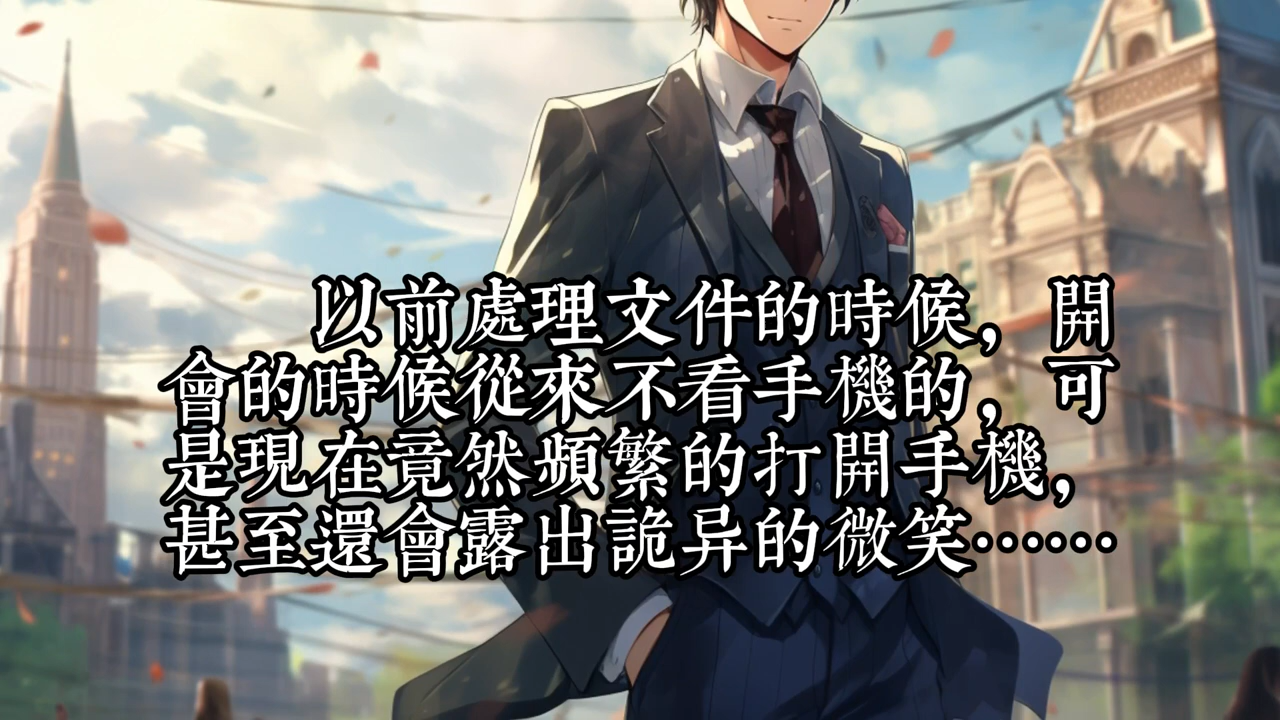 以前處理文件的時候，開
會的時候從來不看手機的，可
是現在竟然頻繁的打開手機，
甚至還會露出詭异的微笑⋯⋯